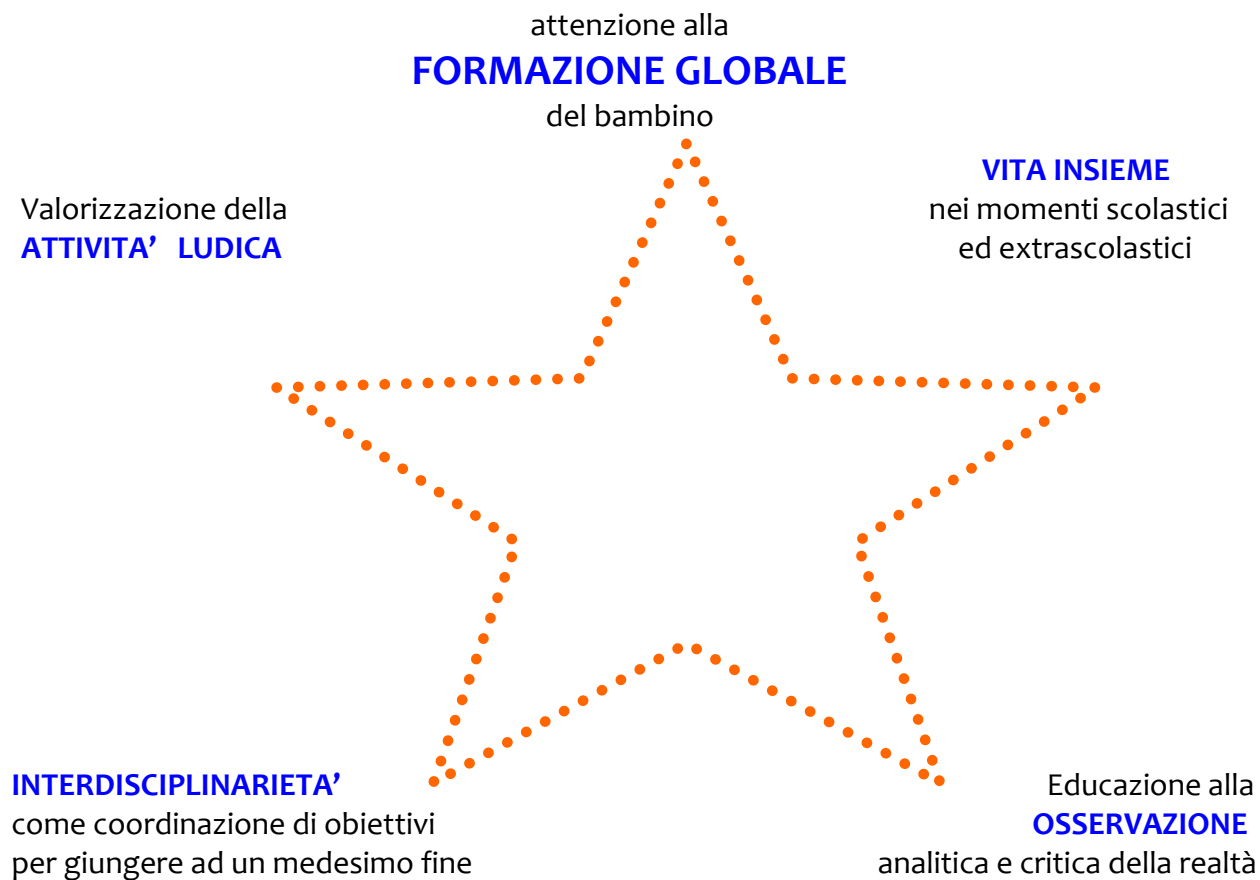 attenzione alla
FORMAZIONE GLOBALE
del bambino
VITA INSIEME
nei momenti scolastici
ed extrascolastici
Valorizzazione della
ATTIVITA’ LUDICA
INTERDISCIPLINARIETA’
come coordinazione di obiettivi
per giungere ad un medesimo fine
Educazione alla
OSSERVAZIONE
analitica e critica della realtà